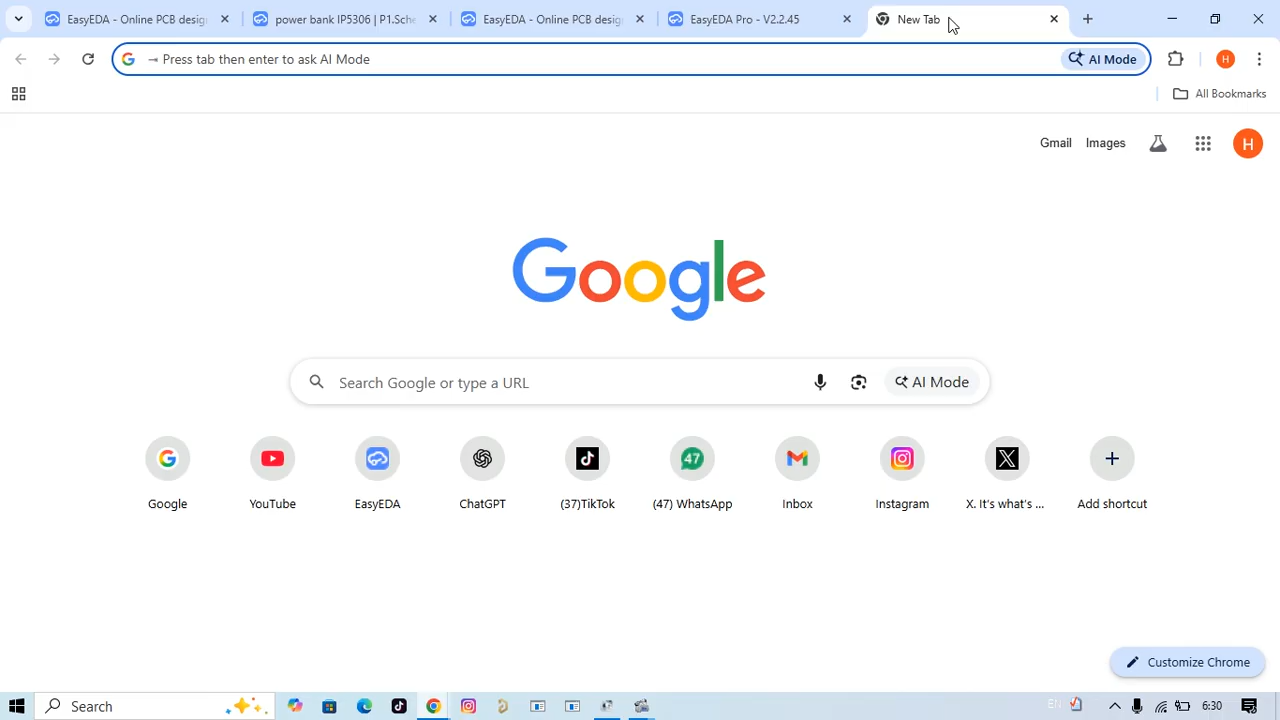 EasyEDA - Online PCB desig
power bank IP5306 | P1.Sche
EasyEDA - Online PCB desig
EasyEDA Pro - V2.2.45
New Tab
→ Press tab then enter to ask AI Mode
AI Mode
H
All Bookmarks
Gmail
Images
H
Google
Search Google or type a URL
AI Mode
47
Google
YouTube
EasyEDA
ChatGPT
(37)TikTok
(47) WhatsApp
Inbox
Instagram
X. It's what's ...
Add shortcut
Customize Chrome
Search
EN
6:30